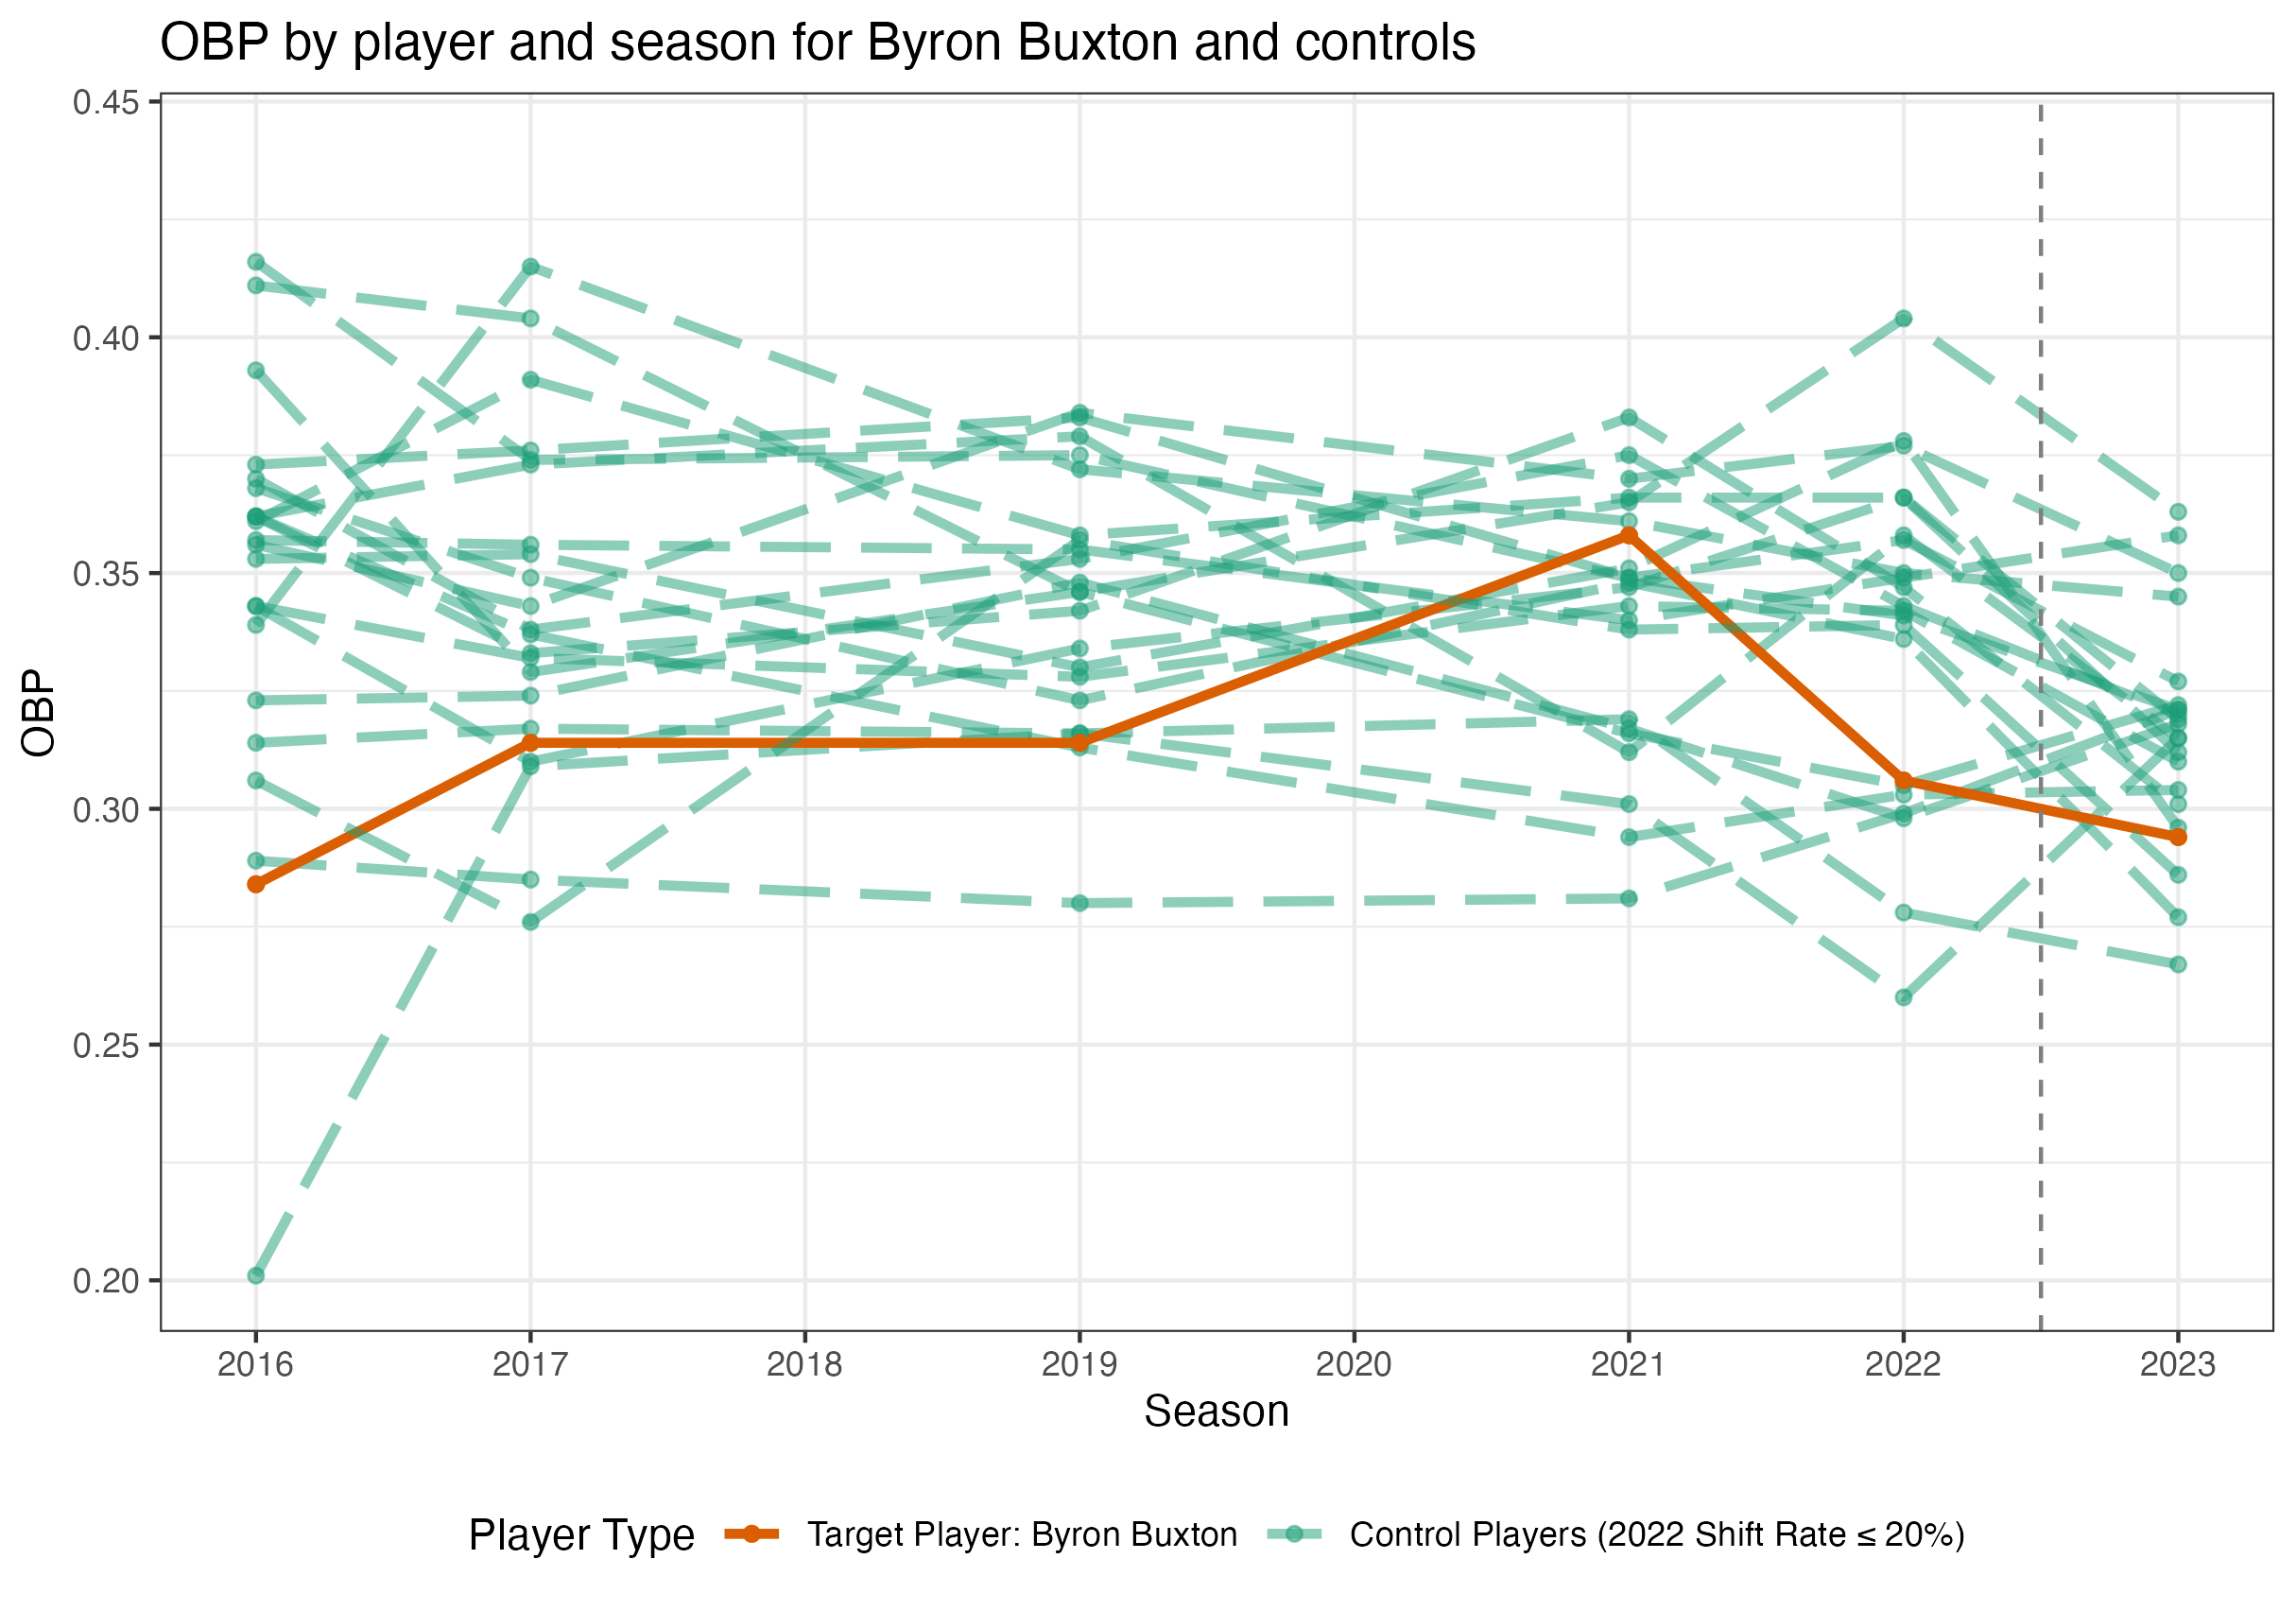 OBP by player and season for Byron Buxton and controls
0.45
0.40
0.35
0.30
0.25
0.20
OBP
2016 2017 2018 2019 2020 2021 2022 2023
Season
Player Type Target Player: Byron Buxton Control Players (2022 Shift Rate ≤ 20%)